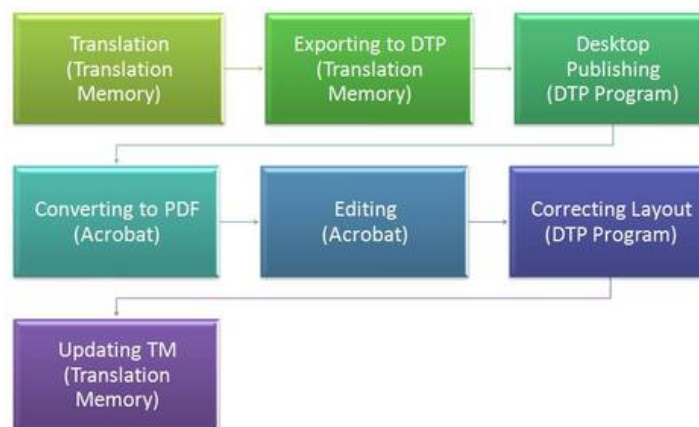 Translation
(Translation
Memory)
Exporting to DTP
(Translation
Memory)
Desktop
Publishing
(DTP Program)
Converting to PDF
(Acrobat)
Editing
(Acrobat)
Correcting Layout
(DTP Program)
Updating TM
(Translation
Memory)